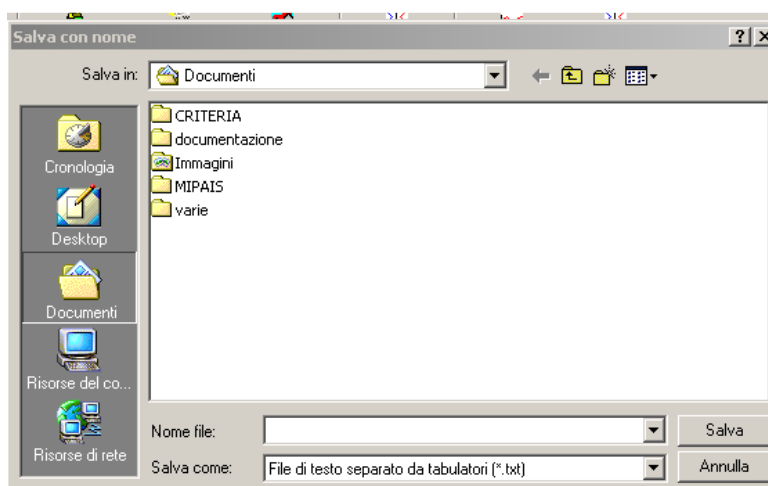 Salva con nome
Salva in: Documenti
CRITERIA
documentazione
Immagini
MIPAIS
varie
Cronologia
Desktop
Documenti
Risorse del co...
Risorse di rete
Nome file:
Salva
Salva come: File di testo separato da tabulatori (*.txt)
Annulla